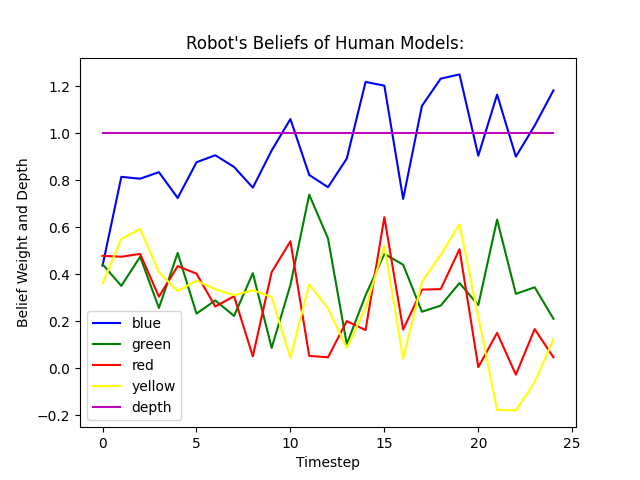 Robot's Beliefs of Human Models:
Belief Weight and Depth
1.2
1.0
0.8
0.6
0.4
0.2
0.0
−0.2
blue
green
red
yellow
depth
0 5 10 15 20 25
Timestep